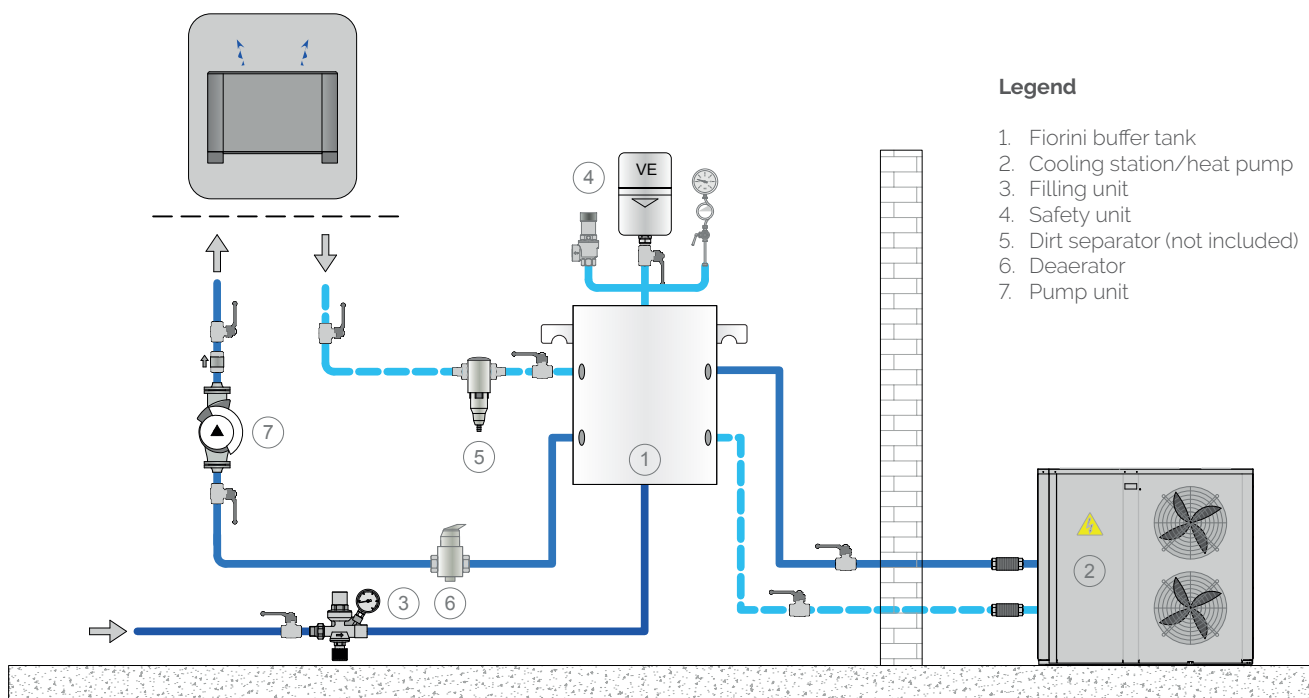 Legend
1. Fiorini buffer tank
2. Cooling station/heat pump
3. Filling unit
4. Safety unit
5. Dirt separator (not included)
6. Deaerator
7. Pump unit
4
VE
7
5
1
2
3
6